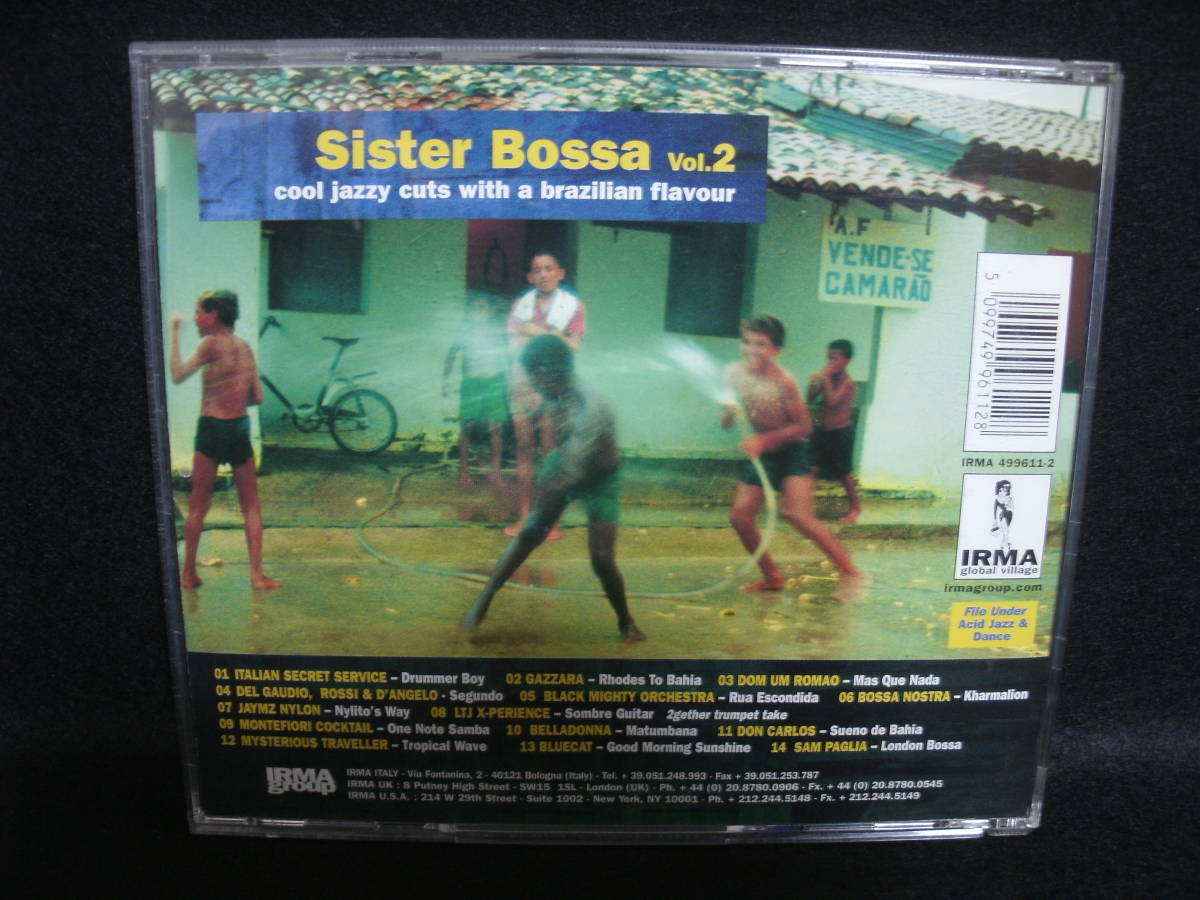 Sister Bossa Vol.2
cool jazzy cuts with a brazilian flavour
A.F
VENDE-SE
CAMARÃO
5 099749 961128
IRMA 499611-2
IRMA
global village
irmagroup.com
File Under
Acid Jazz &
Dance
01 ITALIAN SECRET SERVICE – Drummer Boy 02 GAZZARA – Rhodes To Bahia 03 DOM UM ROMAO – Mas Que Nada
04 DEL GAUDIO, ROSSI & D'ANGELO - Segundo 05 BLACK MIGHTY ORCHESTRA – Rua Escondida 06 BOSSA NOSTRA – Kharmalion
07 JAYMZ NYLON – Nylito's Way 08 LTJ X-PERIENCE – Sombre Guitar 2gether trumpet take
09 MONTEFIORI COCKTAIL – One Note Samba 10 BELLADONNA – Matumbana 11 DON CARLOS – Sueno de Bahia
12 MYSTERIOUS TRAVELLER – Tropical Wave 13 BLUECAT – Good Morning Sunshine 14 SAM PAGLIA – London Bossa
IRMA
group
IRMA ITALY - Via Fontanina, 2 - 40121 Bologna (Italy) - Tel. + 39.051.248.993 - Fax + 39.051.253.787
IRMA UK : 8 Putney High Street - SW15 1SL - London (UK) - Ph. + 44 (0) 20.8780.0906 - Fx. + 44 (0) 20.8780.0545
IRMA U.S.A. : 214 W 29th Street - Suite 1002 - New York, NY 10001 - Ph. + 212.244.5148 - Fx. + 212.244.5149